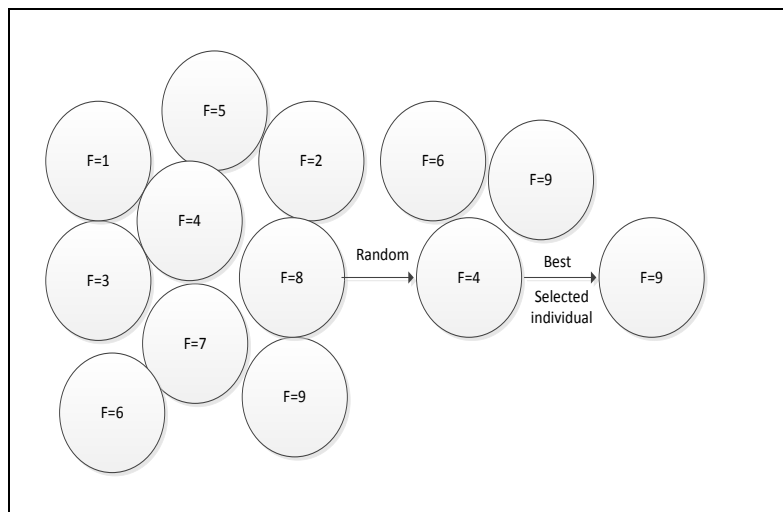 F=5
F=1
F=2
F=4
F=3
F=8
F=7
F=6
F=9
Random
F=6
F=9
F=4
Best
Selected
individual
F=9